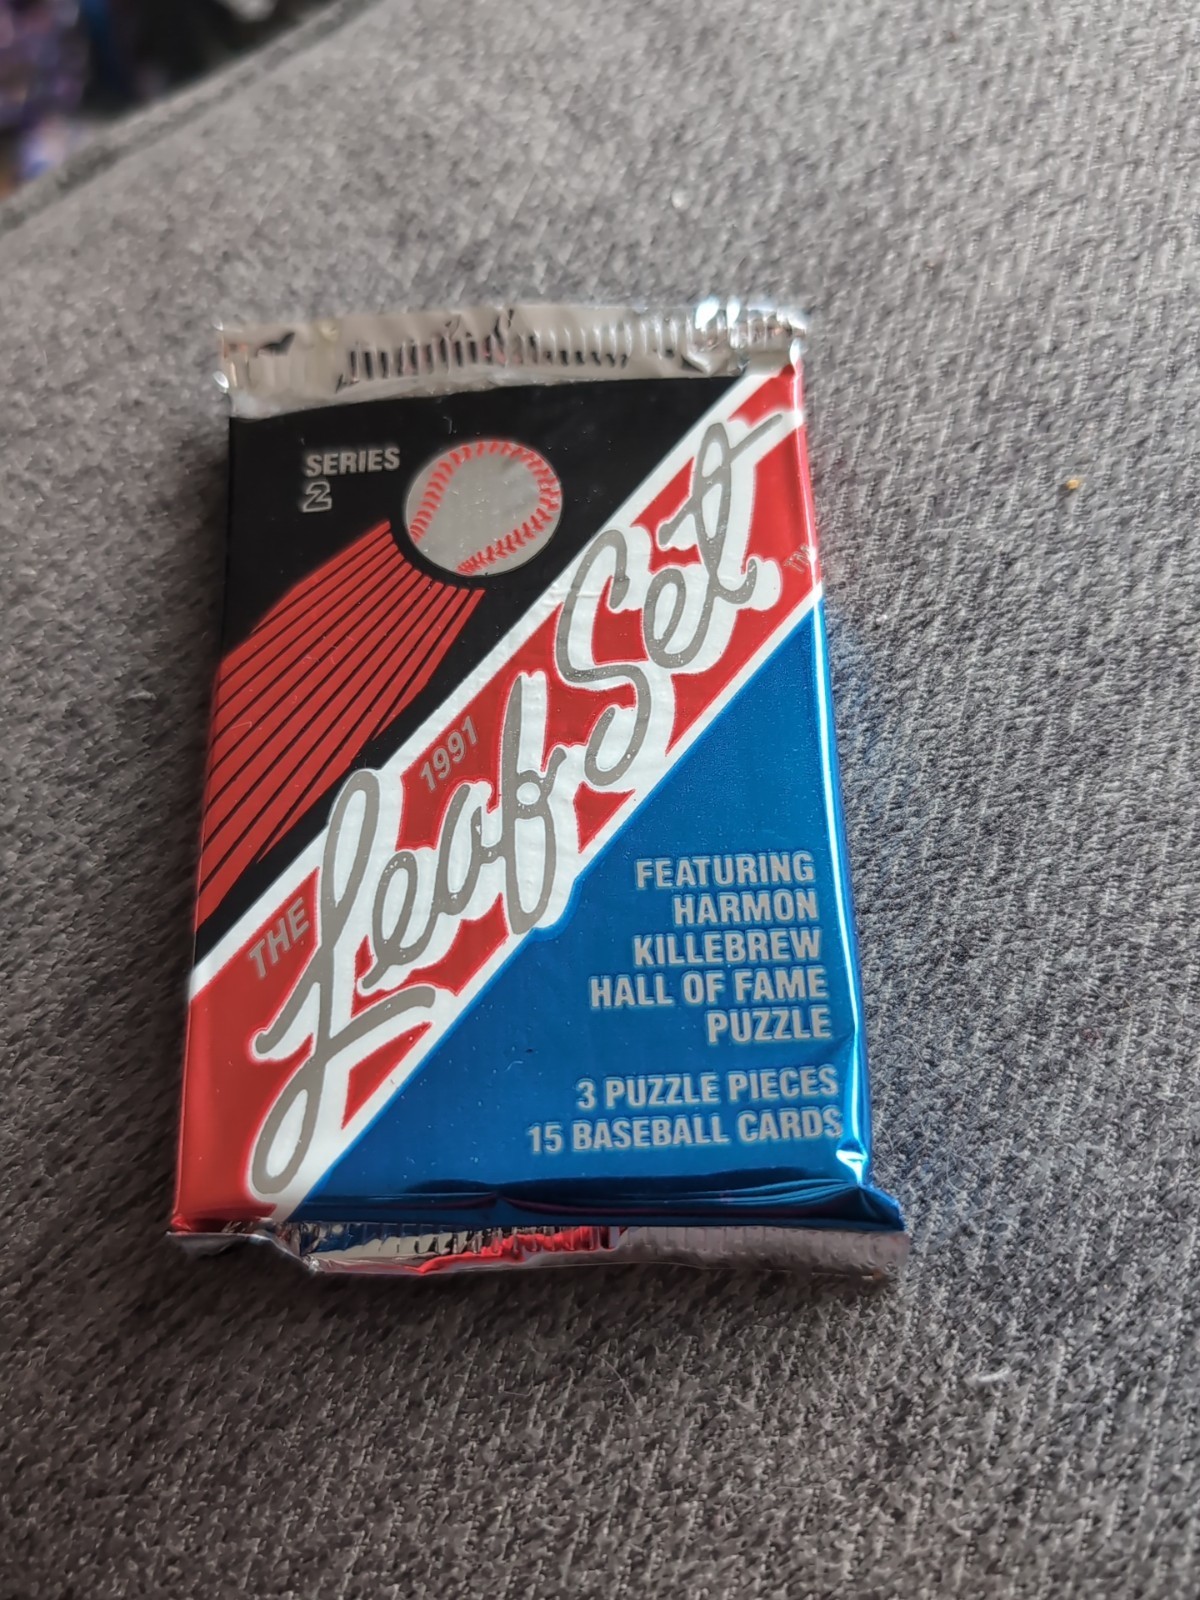 SERIES
2
THE
1991
Leaf Set
TM
FEATURING
HARMON
KILLEBREW
HALL OF FAME
PUZZLE
3 PUZZLE PIECES
15 BASEBALL CARDS